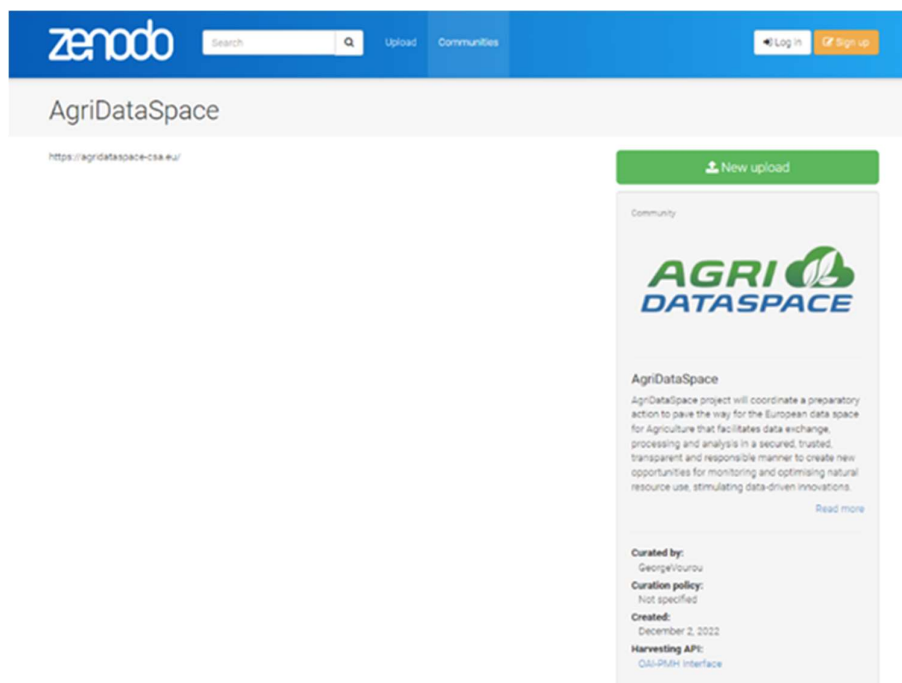 zenodo
Search
Upload
Communities
Log in
Sign up
AgriDataSpace
https://agridataspace-csa.eu/
New upload
Community
AGRI
DATASPACE
AgriDataSpace
AgriDataSpace project will coordinate a preparatory
action to pave the way for the European data space
for Agriculture that facilitates data exchange,
processing and analysis in a secured, trusted,
transparent and responsible manner to create new
opportunities for monitoring and optimising natural
resource use, stimulating data-driven innovations.
Read more
Curated by:
GeorgeVourou
Curation policy:
Not specified
Created:
December 2, 2022
Harvesting API:
OAI-PMH Interface